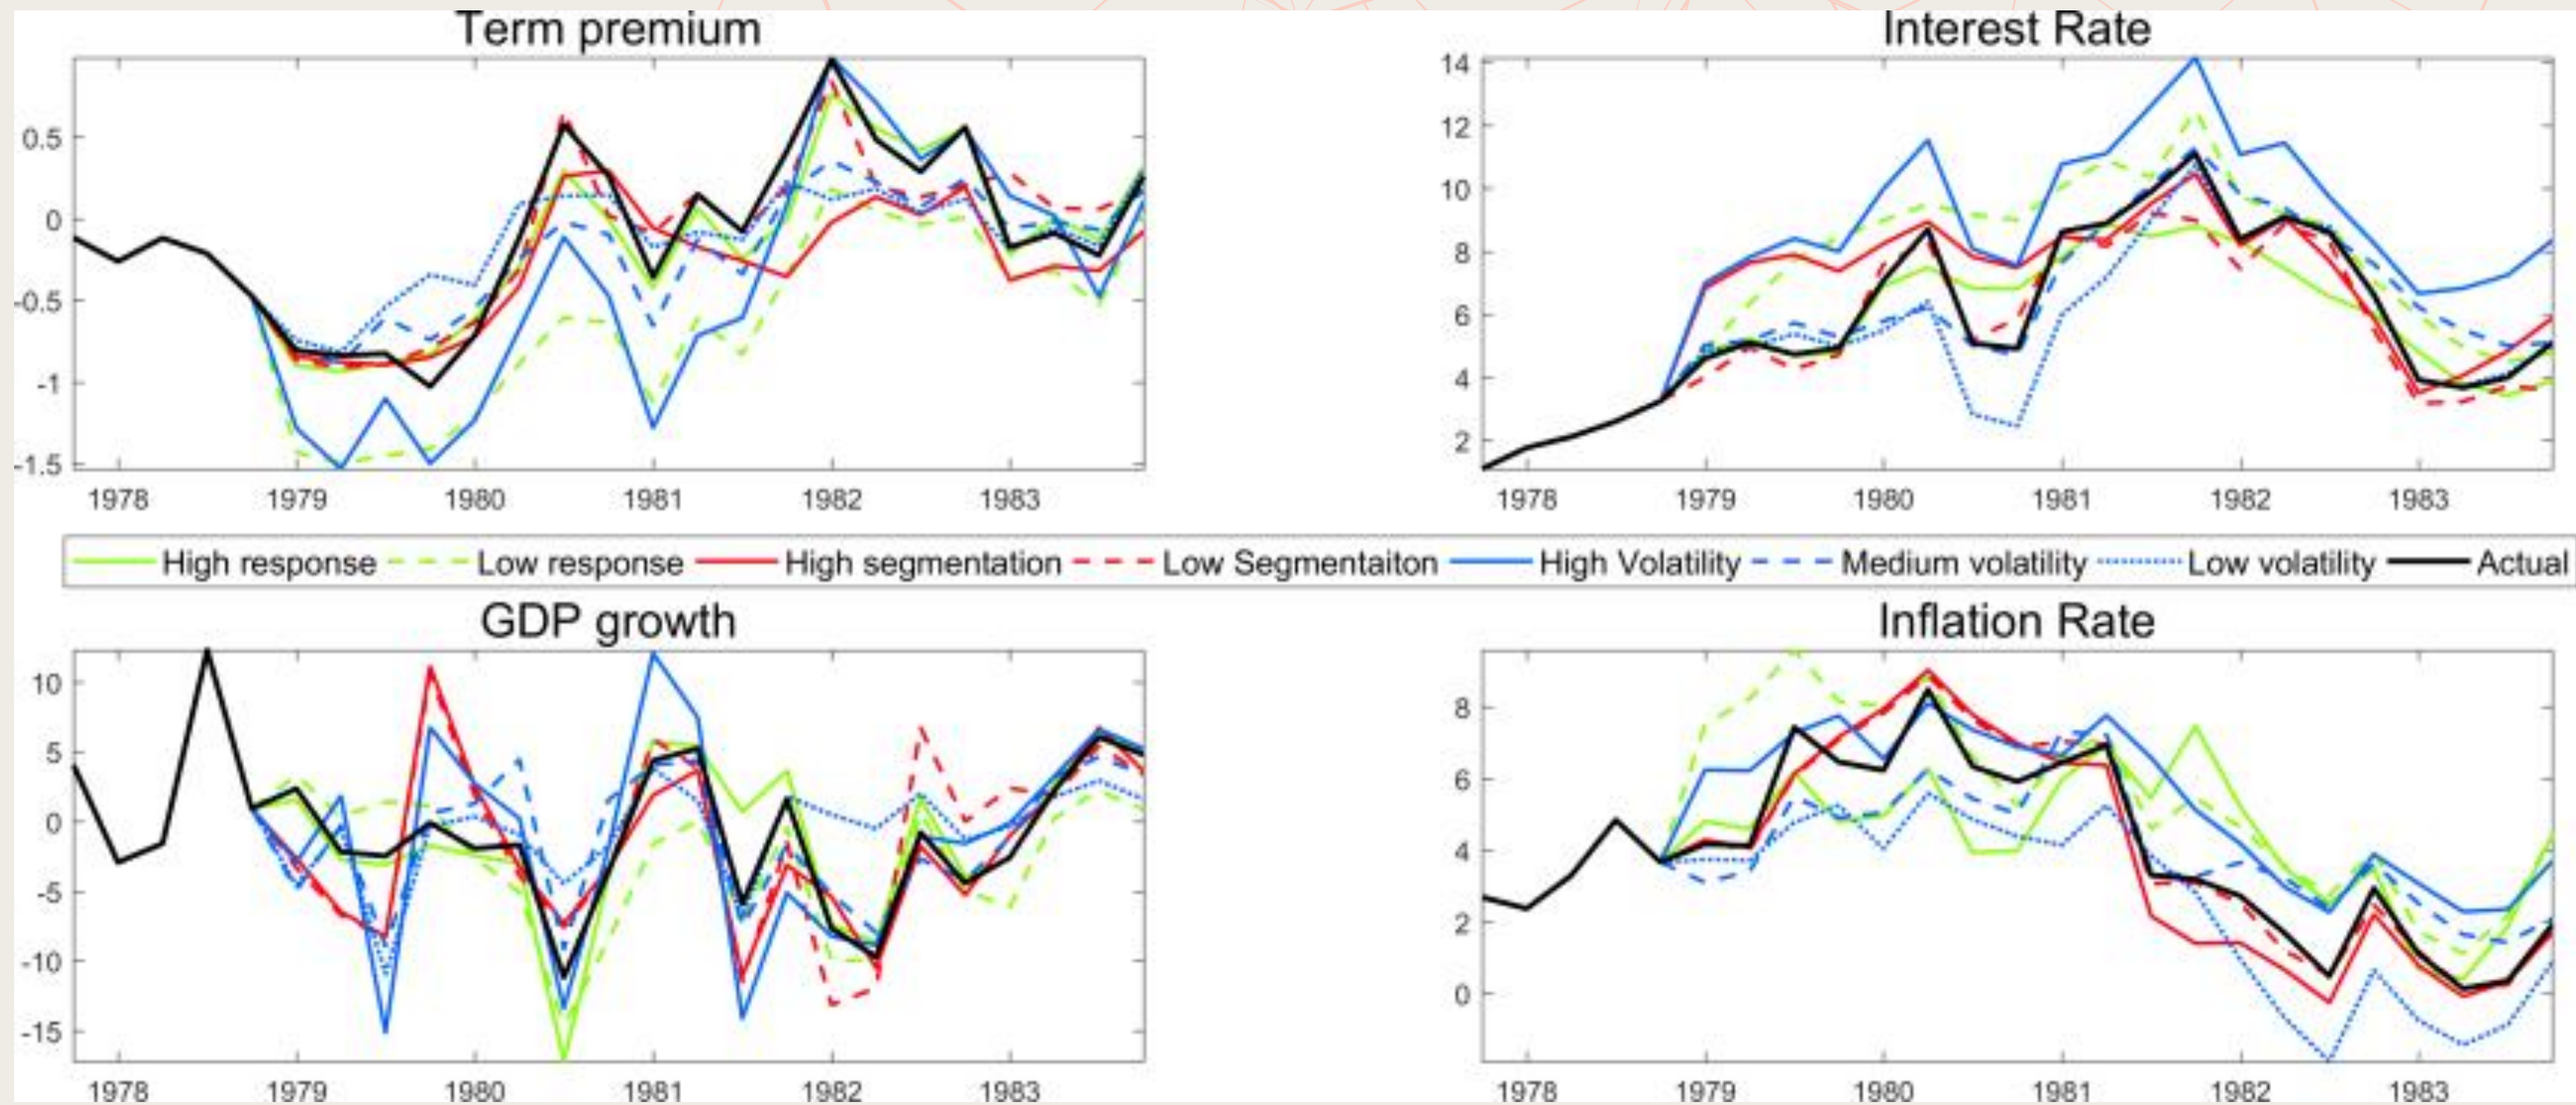 Term premium
0.5
0
-0.5
-1
-1.5
1978 1979 1980 1981 1982 1983
Interest Rate
14
12
10
8
6
4
2
1978 1979 1980 1981 1982 1983
High response Low response High segmentation Low Segmentaiton High Volatility Medium volatility Low volatility Actual
GDP growth
10
5
0
-5
-10
-15
1978 1979 1980 1981 1982 1983
Inflation Rate
8
6
4
2
0
1978 1979 1980 1981 1982 1983